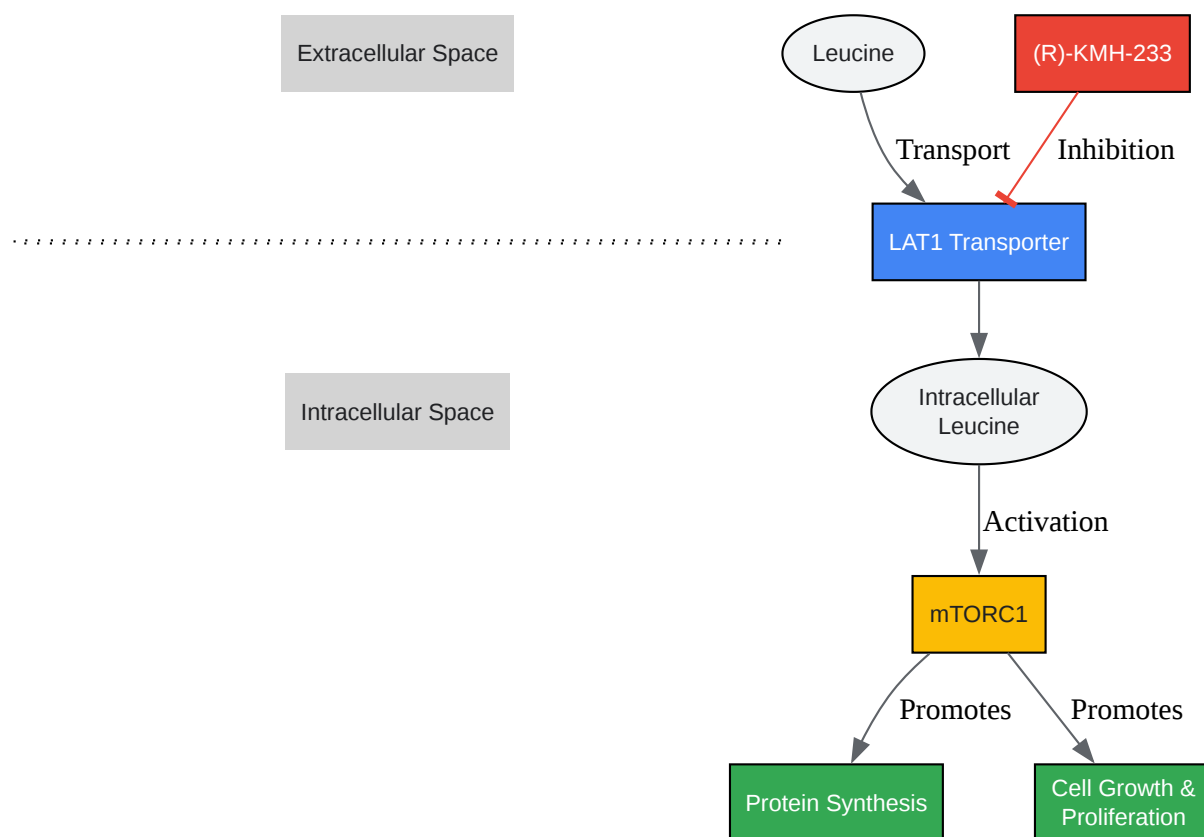 Extracellular Space
Leucine
(R)-KMH-233
Transport
Inhibition
LAT1 Transporter
Intracellular Space
Intracellular
Leucine
Activation
mTORC1
Promotes
Promotes
Protein Synthesis
Cell Growth &
Proliferation